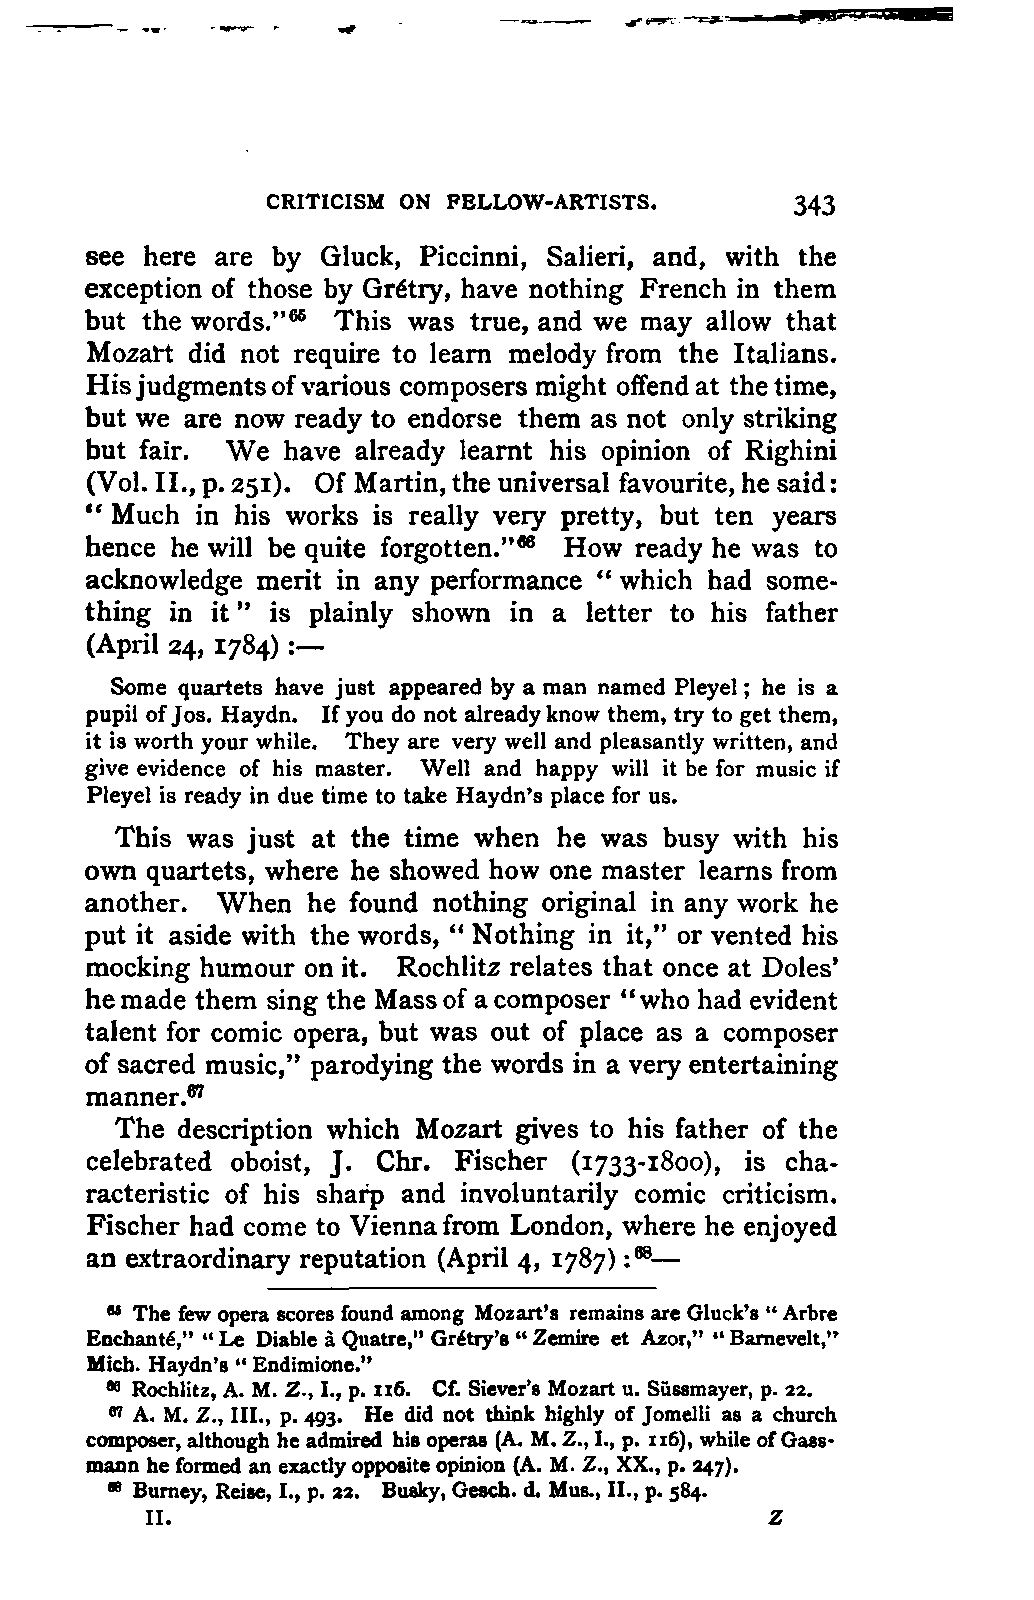 CRITICISM ON FELLOW-ARTISTS. 343
see here are by Gluck, Piccinni, Salieri, and, with the
exception of those by Grétry, have nothing French in them
but the words."65 This was true, and we may allow that
Mozart did not require to learn melody from the Italians.
His judgments of various composers might offend at the time,
but we are now ready to endorse them as not only striking
but fair. We have already learnt his opinion of Righini
(Vol. II., p. 251). Of Martin, the universal favourite, he said:
"Much in his works is really very pretty, but ten years
hence he will be quite forgotten."66 How ready he was to
acknowledge merit in any performance "which had some-
thing in it" is plainly shown in a letter to his father
(April 24, 1784) :—
Some quartets have just appeared by a man named Pleyel; he is a
pupil of Jos. Haydn. If you do not already know them, try to get them,
it is worth your while. They are very well and pleasantly written, and
give evidence of his master. Well and happy will it be for music if
Pleyel is ready in due time to take Haydn's place for us.
This was just at the time when he was busy with his
own quartets, where he showed how one master learns from
another. When he found nothing original in any work he
put it aside with the words, "Nothing in it," or vented his
mocking humour on it. Rochlitz relates that once at Doles'
he made them sing the Mass of a composer "who had evident
talent for comic opera, but was out of place as a composer
of sacred music," parodying the words in a very entertaining
manner.67
The description which Mozart gives to his father of the
celebrated oboist, J. Chr. Fischer (1733-1800), is cha-
racteristic of his sharp and involuntarily comic criticism.
Fischer had come to Vienna from London, where he enjoyed
an extraordinary reputation (April 4, 1787) :68—
65 The few opera scores found among Mozart's remains are Gluck's "Arbre
Enchanté," "Le Diable à Quatre," Grétry's "Zemire et Azor," "Barnevelt,"
Mich. Haydn's "Endimione."
66 Rochlitz, A. M. Z., I., p. 116. Cf. Siever's Mozart u. Süssmayer, p. 22.
67 A. M. Z., III., p. 493. He did not think highly of Jomelli as a church
composer, although he admired his operas (A. M. Z., I., p. 116), while of Gass-
mann he formed an exactly opposite opinion (A. M. Z., XX., p. 247).
68 Burney, Reise, I., p. 22. Busky, Gesch. d. Mus., II., p. 584.
II. Z